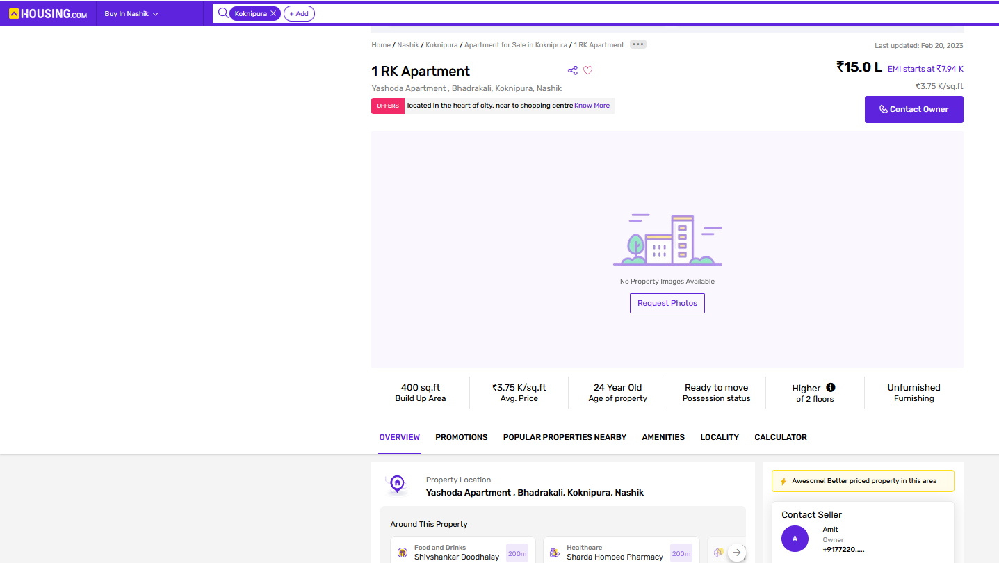 HOUSING.COM
Buy In Nashik
Koknipura
+ Add
Home / Nashik / Koknipura / Apartment for Sale in Koknipura / 1 RK Apartment
Last updated: Feb 20, 2023
1 RK Apartment
₹15.0 L EMI starts at ₹7.94 K
Yashoda Apartment , Bhadrakali, Koknipura, Nashik
₹3.75 K/sq.ft
OFFERS located in the heart of city. near to shopping centre Know More
Contact Owner
No Property Images Available
Request Photos
400 sq.ft
Build Up Area
₹3.75 K/sq.ft
Avg. Price
24 Year Old
Age of property
Ready to move
Possession status
Higher
of 2 floors
Unfurnished
Furnishing
OVERVIEW PROMOTIONS POPULAR PROPERTIES NEARBY AMENITIES LOCALITY CALCULATOR
Property Location
Yashoda Apartment , Bhadrakali, Koknipura, Nashik
Around This Property
Food and Drinks
Shivshankar Doodhalay
200m
Healthcare
Sharda Homoeo Pharmacy
200m
Awesome! Better priced property in this area
Contact Seller
A
Amit
Owner
+9177220.....